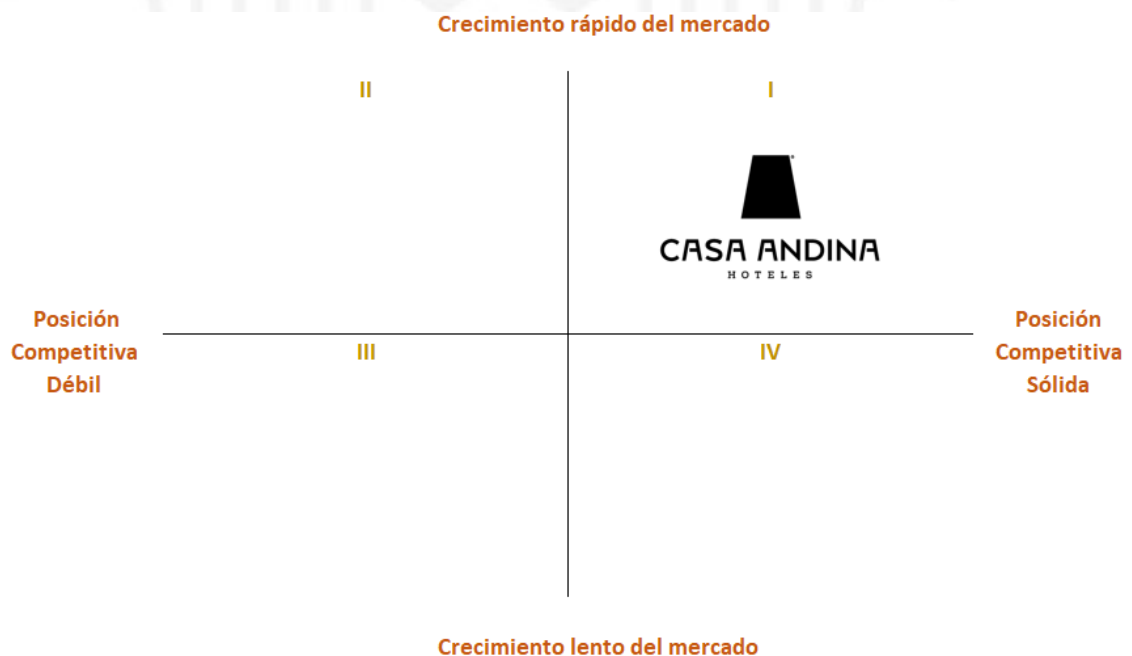 Crecimiento rápido del mercado
II
I
CASA ANDINA
HOTELES
Posición
Competitiva
Débil
III
IV
Posición
Competitiva
Sólida
Crecimiento lento del mercado